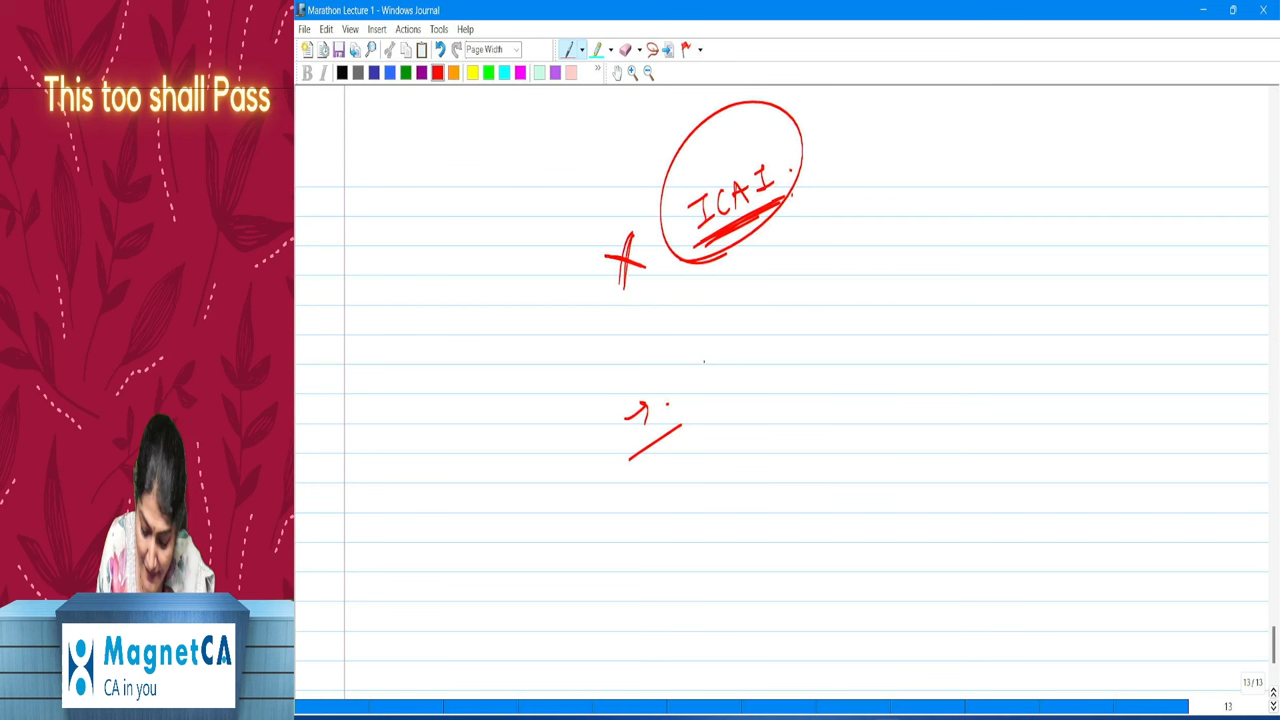 Marathon Lecture 1 - Windows Journal
File Edit View Insert Actions Tools Help
Page Width
B I
This too shall Pass
ICAI
MagnetCA
CA in you
13/13
13